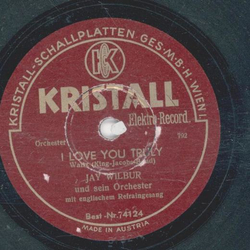 KRISTALL-SCHALLPLATTEN GES·M·B·H·WIEN I
K
KRISTALL
Elektro-Record.
Orchester
I LOVE YOU TRULY
JAY WILBUR
und sein Orchester
mit englischem Refraingesang
Best-Nr. 74124
MADE IN AUSTRIA